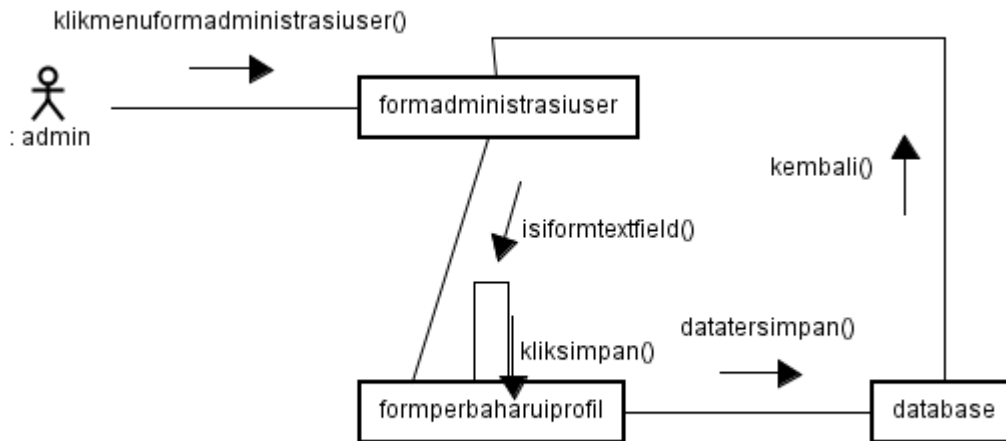 klikmenuformadministrasiuser()
: admin
formadministrasiuser
kembali()
isiformtextfield()
datatersimpan()
kliksimpan()
formperbaharuiprofil
database